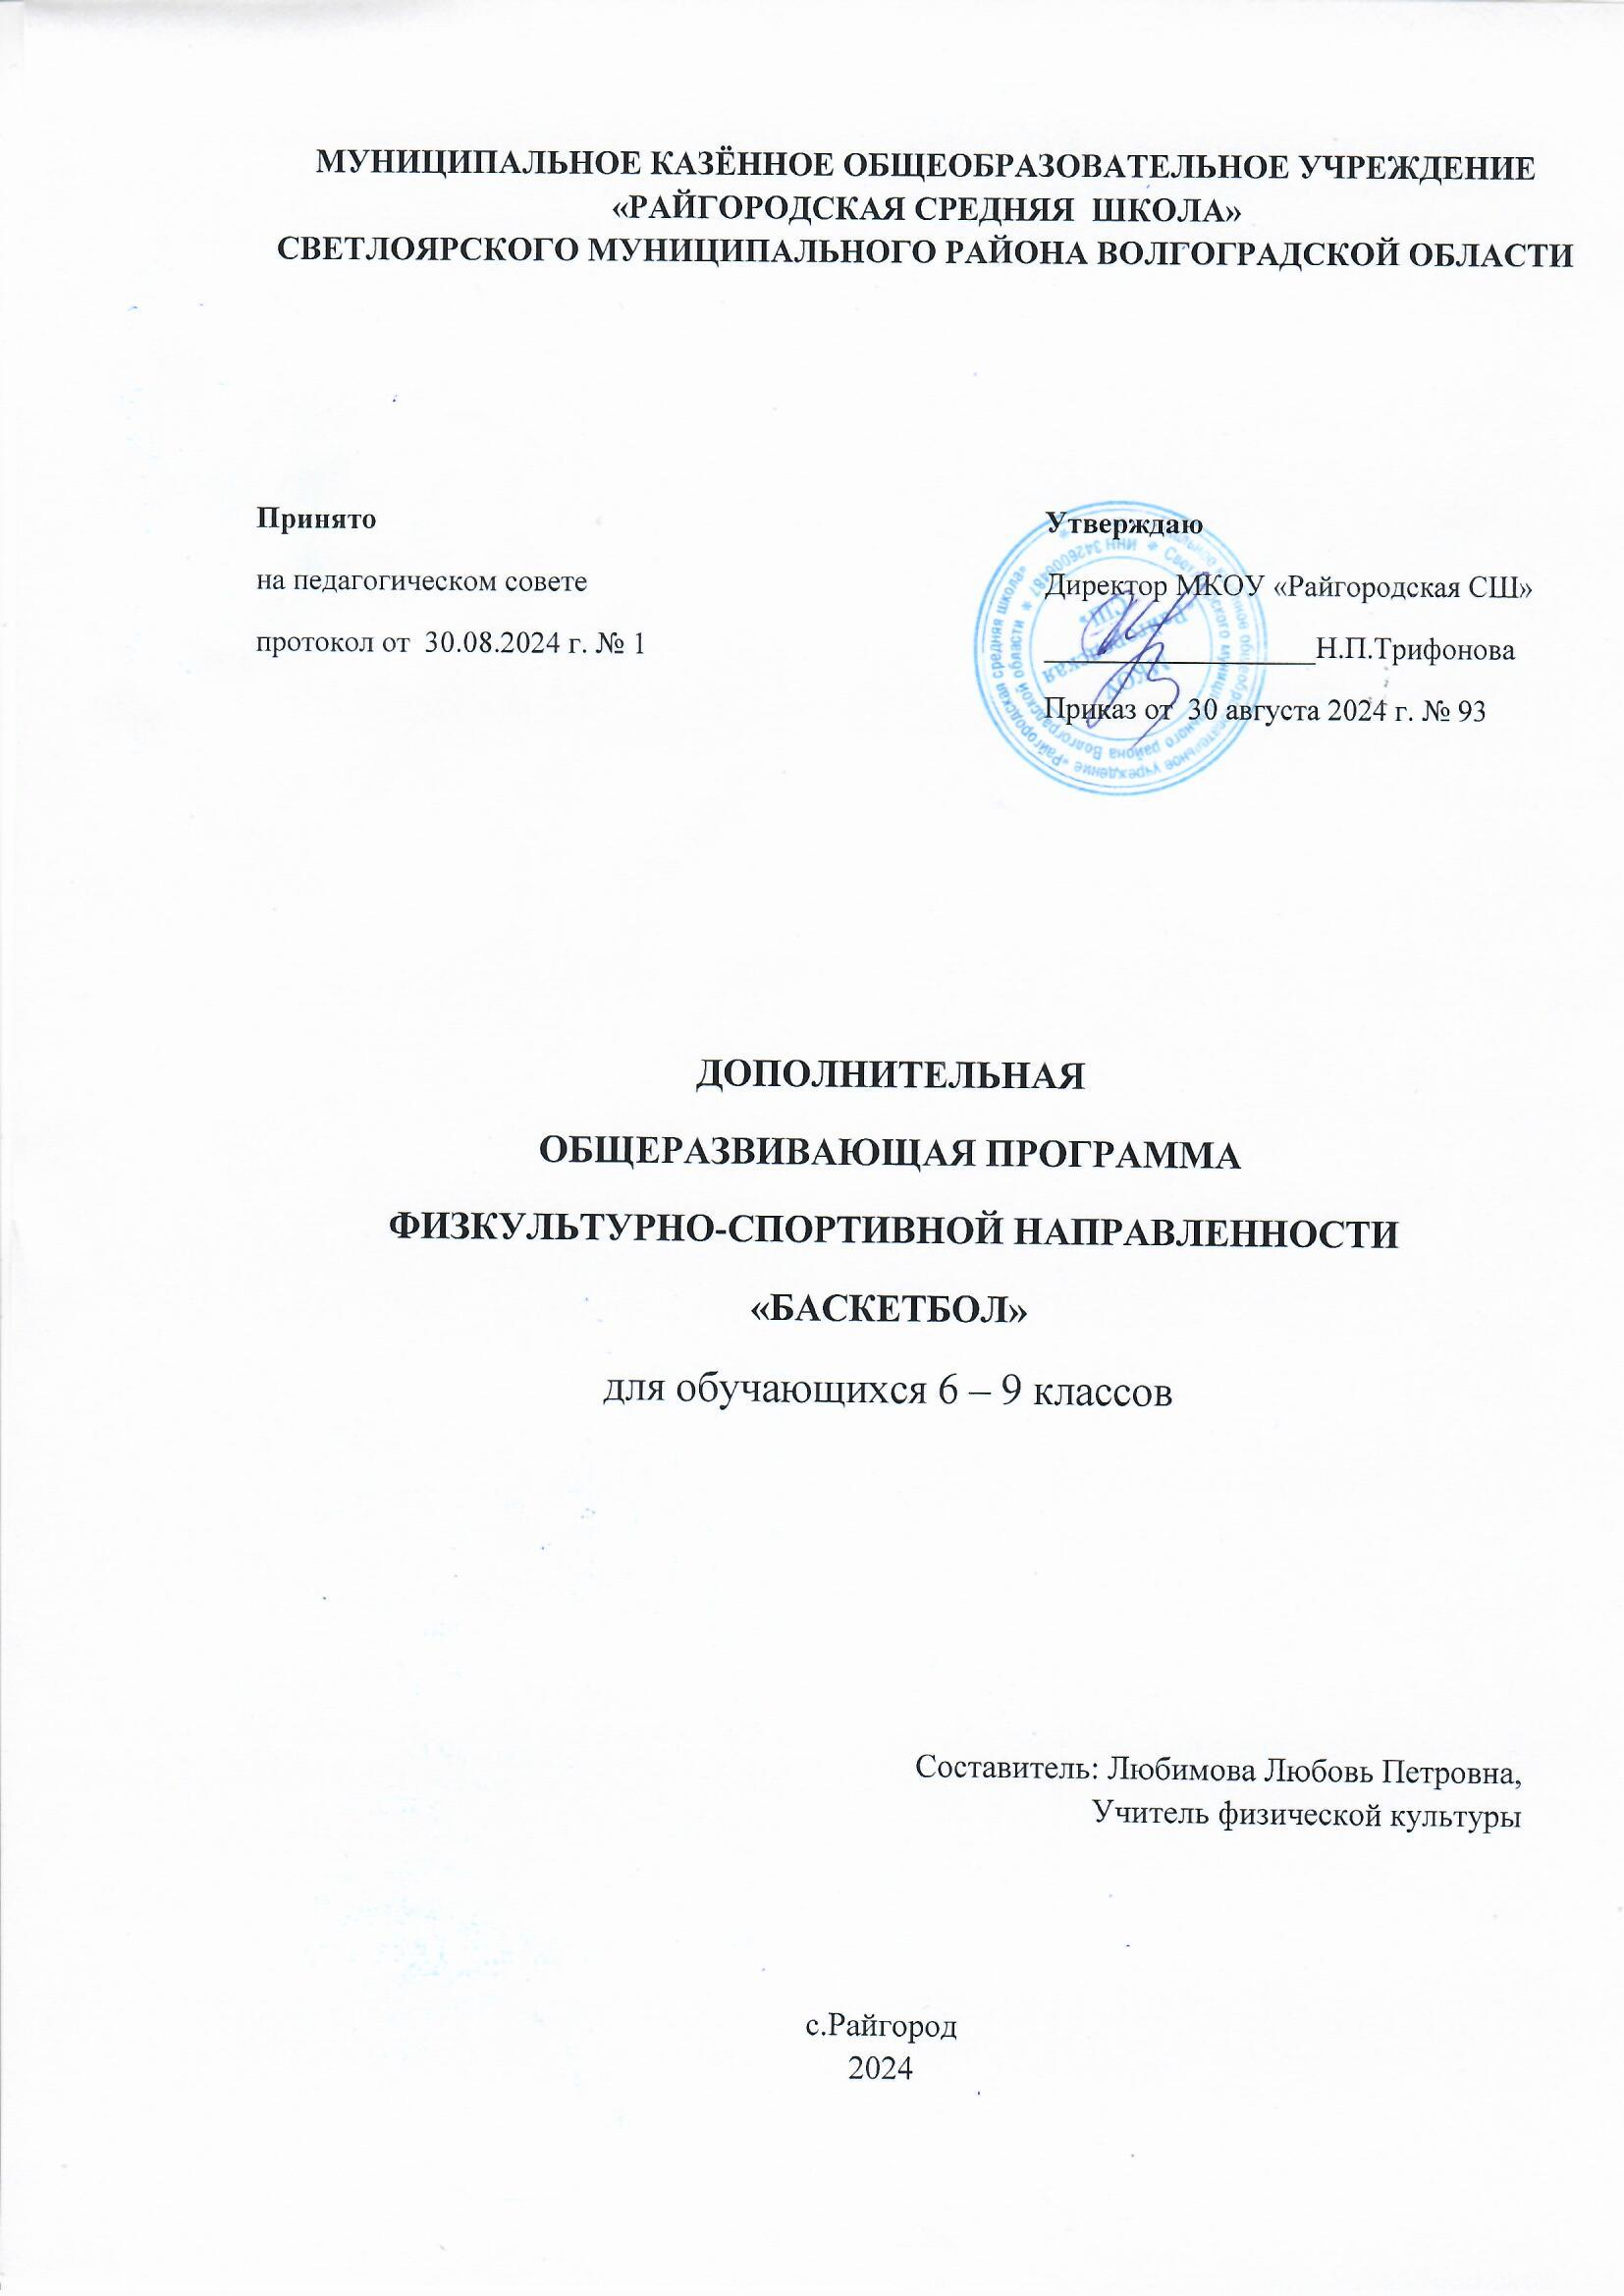 МУНИЦИПАЛЬНОЕ КАЗЁННОЕ ОБЩЕОБРАЗОВАТЕЛЬНОЕ УЧРЕЖДЕНИЕ
«РАЙГОРОДСКАЯ СРЕДНЯЯ ШКОЛА»
СВЕТЛОЯРСКОГО МУНИЦИПАЛЬНОГО РАЙОНА ВОЛГОГРАДСКОЙ ОБЛАСТИ
Принято
на педагогическом совете
протокол от 30.08.2024 г. № 1
Утверждаю
Директор МКОУ «Райгородская СШ»
Н.П.Трифонова
Приказ от 30 августа 2024 г. № 93
ДОПОЛНИТЕЛЬНАЯ
ОБЩЕРАЗВИВАЮЩАЯ ПРОГРАММА
ФИЗКУЛЬТУРНО-СПОРТИВНОЙ НАПРАВЛЕННОСТИ
«БАСКЕТБОЛ»
для обучающихся 6 – 9 классов
Составитель: Любимова Любовь Петровна,
Учитель физической культуры
с.Райгород
2024